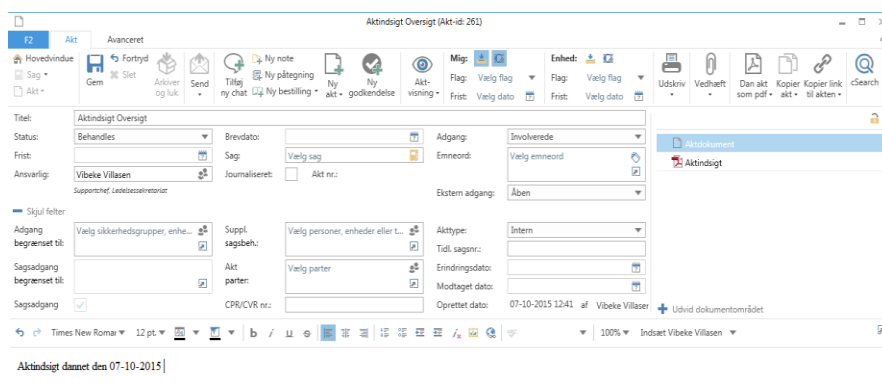 Aktindsigt Oversigt (Akt-id: 261)
F2 Akt Avanceret
Hovedvindue
Sag
Akt
Gem
Fortryd
Slet
Arkiver og luk
Send
Tilføj ny chat
Ny note
Ny påtegning
Ny bestilling
Ny akt
Ny godkendelse
Akt-visning
Mig:
Flag: Vælg flag
Frist: Vælg dato
Enhed:
Flag: Vælg flag
Frist: Vælg dato
Udskriv
Vedhæft
Dan akt som pdf
Kopier akt
Kopier link til akten
cSearch
Titel: Aktindsigt Oversigt
Status: Behandles Brevdato: Adgang: Involverede
Frist: Sag: Vælg sag Emneord: Vælg emneord
Ansvarlig: Vibeke Villasen Journaliseret: Akt nr.:
Supportchef, Ledelsessekretariat
Ekstern adgang: Åben
Skjul felter
Adgang begrænset til: Vælg sikkerhedsgrupper, enhe... Suppl. sagsbeh.: Vælg personer, enheder eller t... Akttype: Intern
Tidl. sagsnr.:
Sagsadgang begrænset til: Akt parter: Vælg parter Erindringsdato:
Modtaget dato:
Sagsadgang CPR/CVR nr.: Oprettet dato: 07-10-2015 12:41 af Vibeke Villaser
Aktdokument
Aktindsigt
Udvid dokumentområdet
Times New Romar 12 pt. b i u 100% Indsæt Vibeke Villasen
Aktindsigt dannet den 07-10-2015